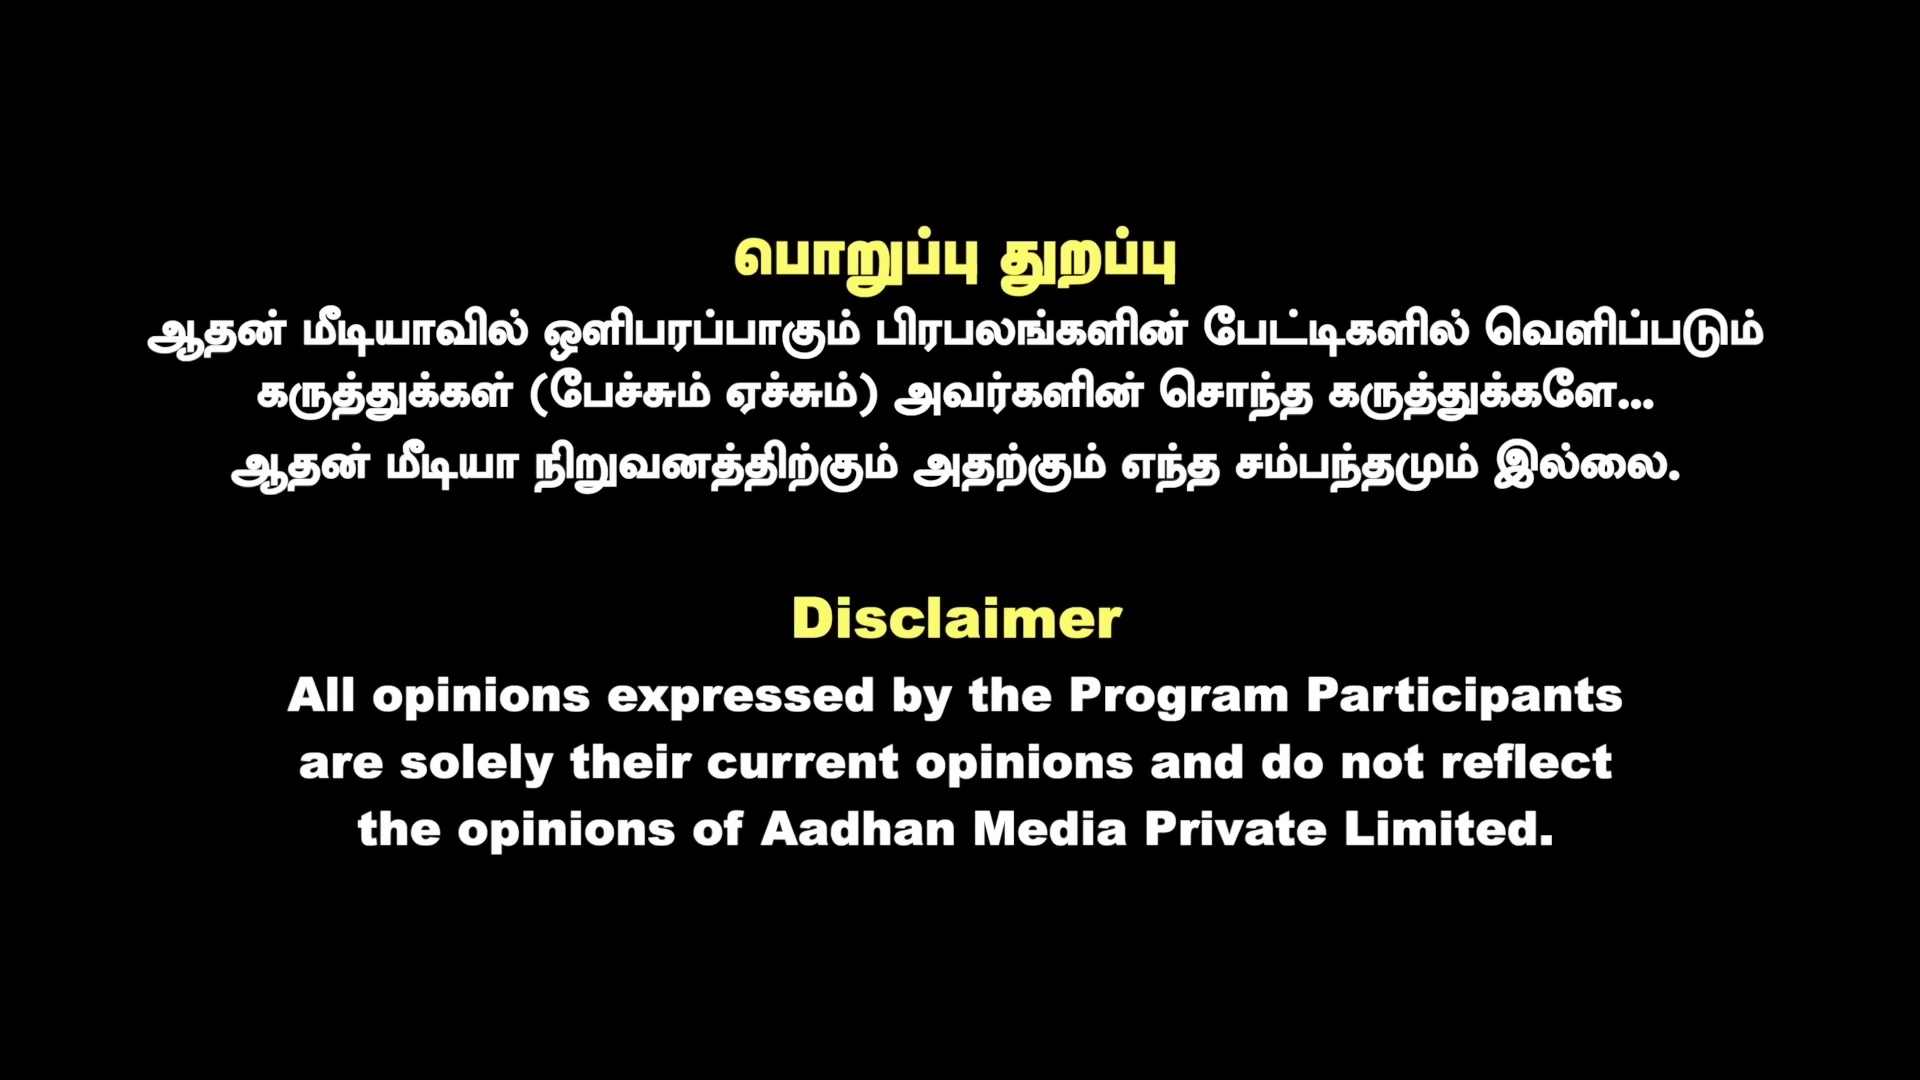 பொறுப்பு துறப்பு
ஆதன் மீடியாவில் ஒளிபரப்பாகும் பிரபலங்களின் பேட்டிகளில் வெளிப்படும்
கருத்துக்கள் (பேச்சும் ஏச்சும்) அவர்களின் சொந்த கருத்துக்களே...
ஆதன் மீடியா நிறுவனத்திற்கும் அதற்கும் எந்த சம்பந்தமும் இல்லை.
Disclaimer
All opinions expressed by the Program Participants
are solely their current opinions and do not reflect
the opinions of Aadhan Media Private Limited.